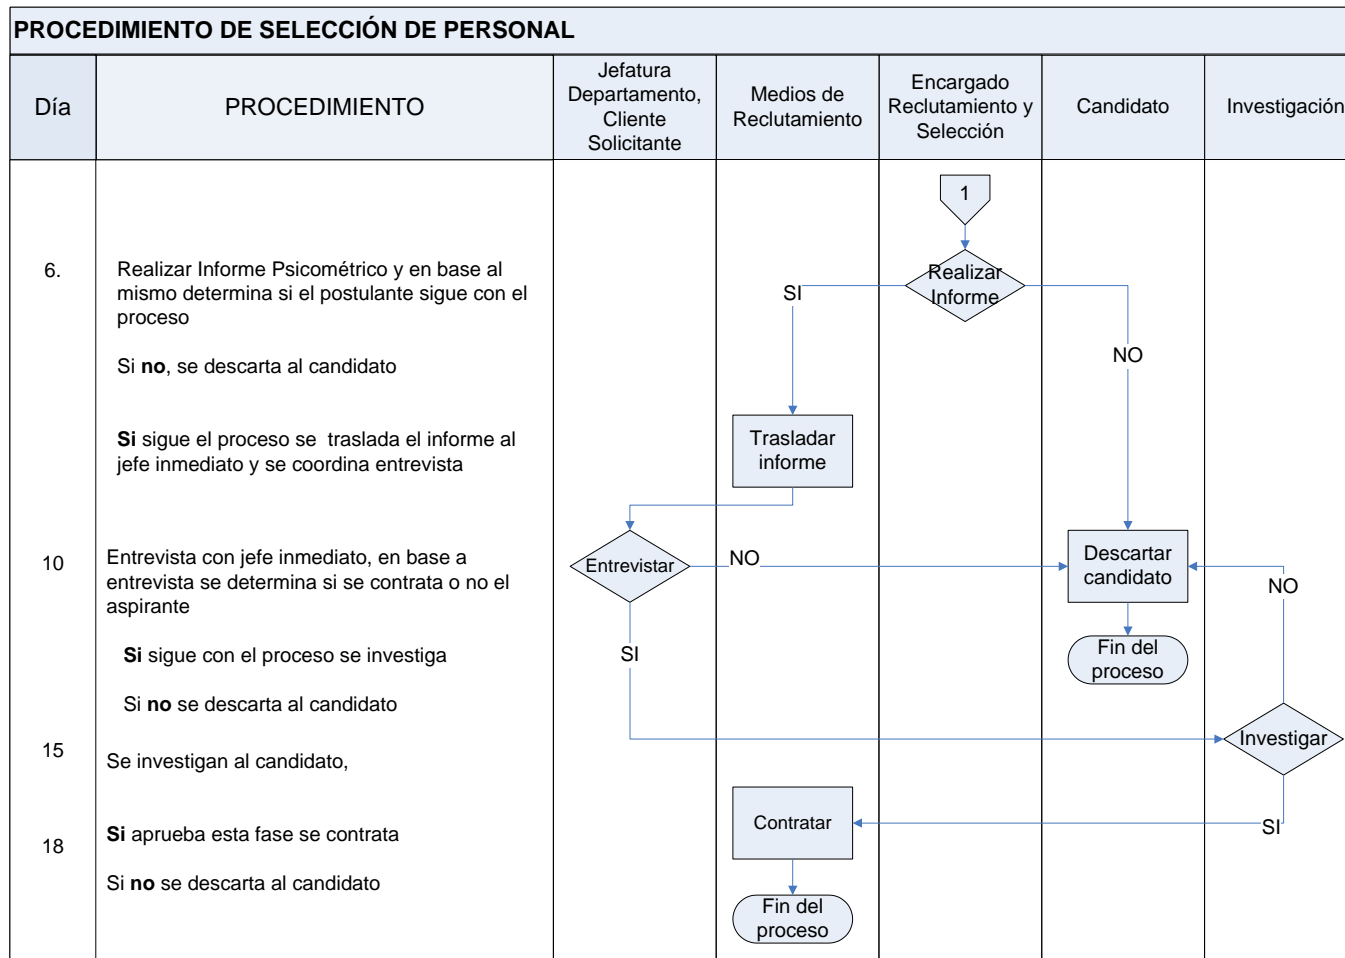 PROCEDIMIENTO DE SELECCIÓN DE PERSONAL
Día
PROCEDIMIENTO
Jefatura
Departamento,
Cliente
Solicitante
Medios de
Reclutamiento
Encargado
Reclutamiento y
Selección
Candidato
Investigación
1
6.
Realizar Informe Psicométrico y en base al
mismo determina si el postulante sigue con el
proceso
Si no, se descarta al candidato
Si sigue el proceso se traslada el informe al
jefe inmediato y se coordina entrevista
Realizar
Informe
SI
NO
Trasladar
informe
10
Entrevista con jefe inmediato, en base a
entrevista se determina si se contrata o no el
aspirante
Si sigue con el proceso se investiga
Si no se descarta al candidato
Entrevistar
NO
Descartar
candidato
NO
SI
Fin del
proceso
15
Se investigan al candidato,
Investigar
18
Si aprueba esta fase se contrata
Si no se descarta al candidato
Contratar
SI
Fin del
proceso